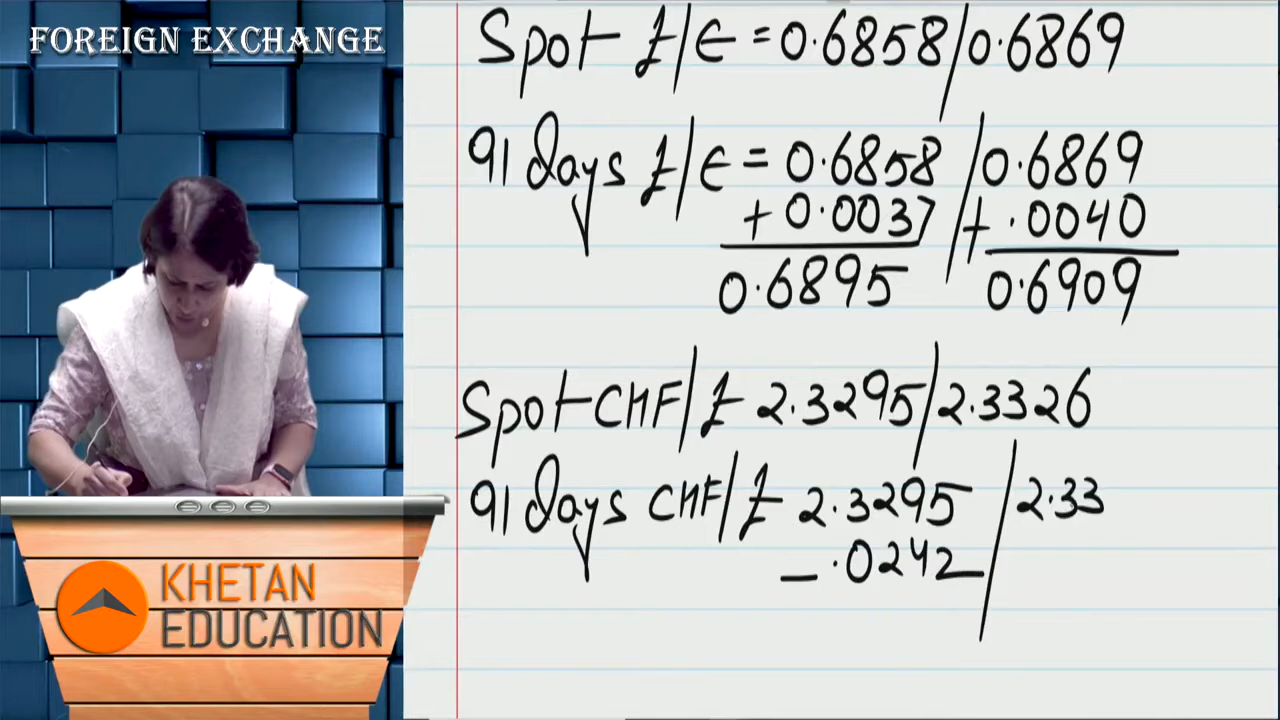 FOREIGN EXCHANGE
Spot £/€ = 0.6858/0.6869
91 days £/€ = 0.6858/0.6869
+ 0.0037/+ .0040
0.6895 0.6909
Spot CHF/£ 2.3295/2.3326
91 days CHF/£ 2.3295/2.33
- .0242
KHETAN
EDUCATION